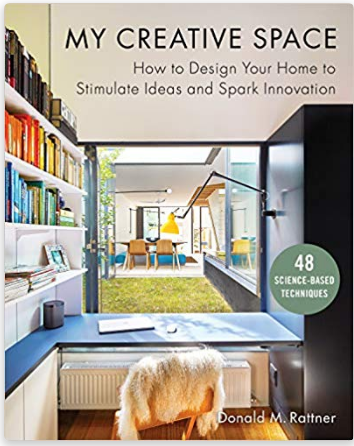 MY CREATIVE SPACE
How to Design Your Home to
Stimulate Ideas and Spark Innovation
48
SCIENCE-BASED
TECHNIQUES
Donald M. Rattner